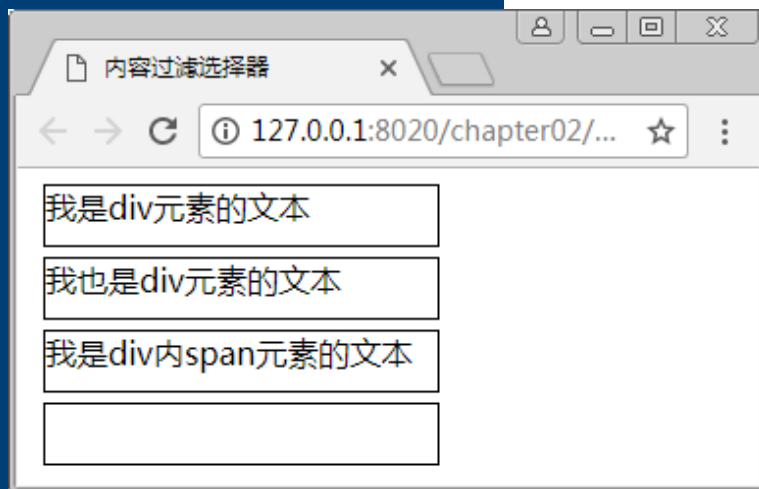 内容过滤选择器
127.0.0.1:8020/chapter02/...
我是div元素的文本
我也是div元素的文本
我是div内span元素的文本